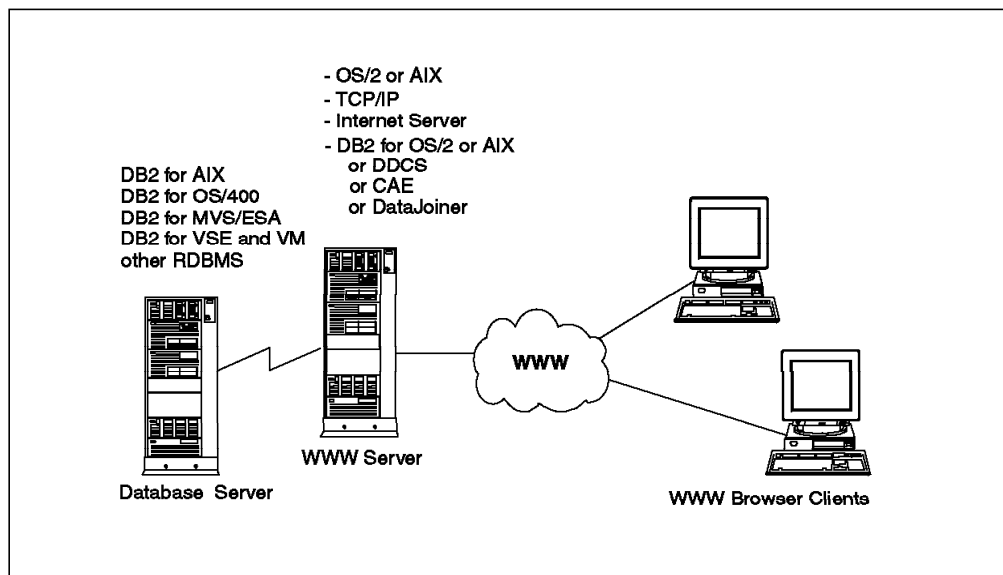 - OS/2 or AIX
- TCP/IP
- Internet Server
- DB2 for OS/2 or AIX
or DDCS
or CAE
or DataJoiner
DB2 for AIX
DB2 for OS/400
DB2 for MVS/ESA
DB2 for VSE and VM
other RDBMS
WWW
WWW Server
Database Server
WWW Browser Clients